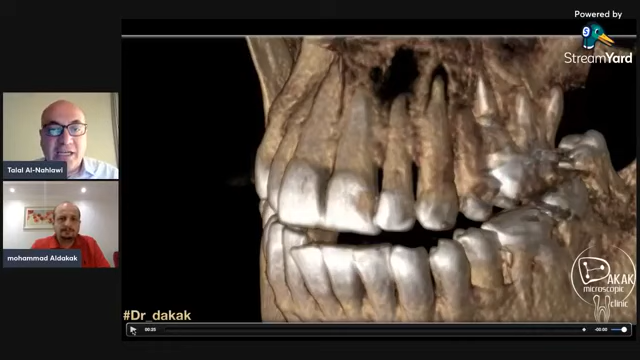 Powered by
StreamYard
Talal Al-Nahlawi
mohammad Aldakak
DAKAK
microscopic
clinic
#Dr_dakak
00:25
-00:00